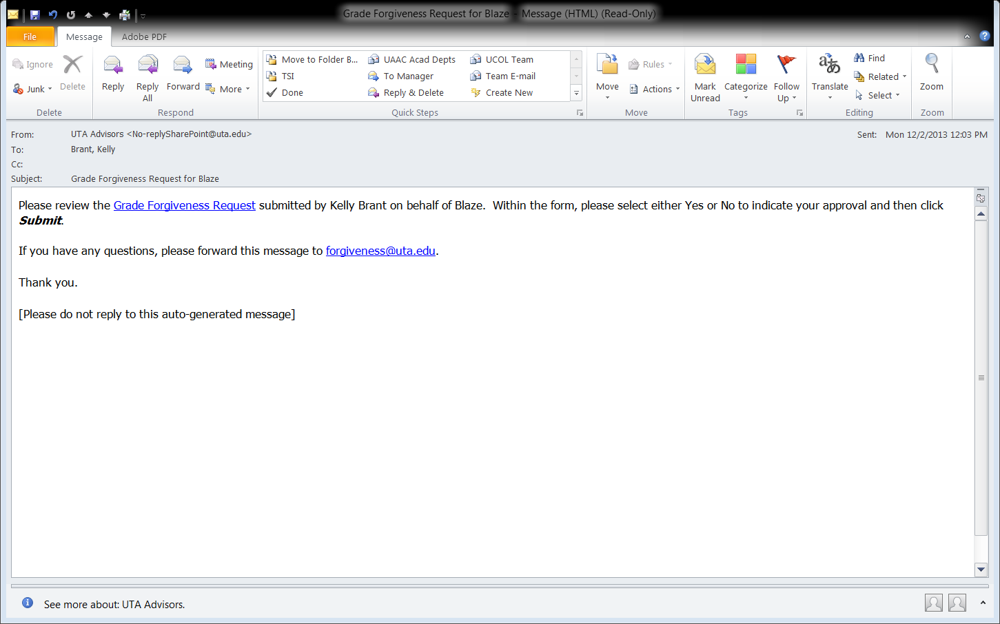 Grade Forgiveness Request for Blaze - Message (HTML) (Read-Only)
File Message Adobe PDF
Ignore
Junk
Delete
Delete
Reply
Reply All
Forward
Meeting
More
Respond
Move to Folder B... UAAC Acad Depts UCOL Team
TSI To Manager Team E-mail
Done Reply & Delete Create New
Quick Steps
Move
Rules
Actions
Move
Mark Unread
Categorize
Follow Up
Tags
Translate
Find
Related
Select
Editing
Zoom
Zoom
From: UTA Advisors <No-replySharePoint@uta.edu> Sent: Mon 12/2/2013 12:03 PM
To: Brant, Kelly
Cc:
Subject: Grade Forgiveness Request for Blaze
Please review the Grade Forgiveness Request submitted by Kelly Brant on behalf of Blaze. Within the form, please select either Yes or No to indicate your approval and then click
Submit.
If you have any questions, please forward this message to forgiveness@uta.edu.
Thank you.
[Please do not reply to this auto-generated message]
See more about: UTA Advisors.